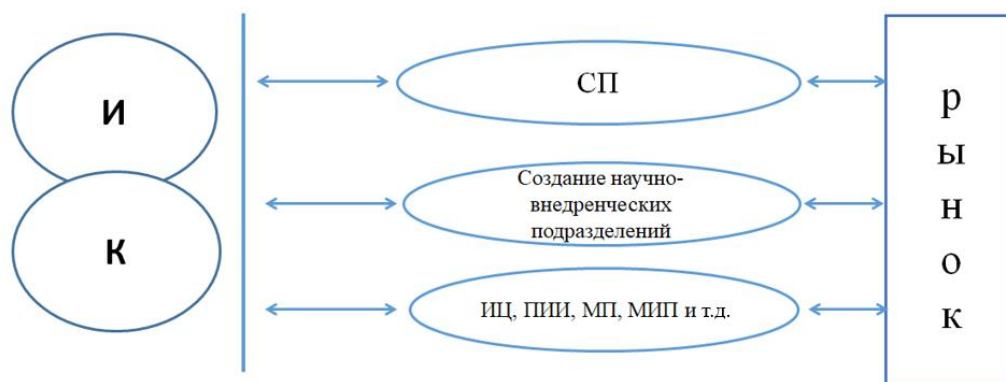 И
К
СП
Создание научно-
внедренческих
подразделений
ИЦ, ПИИ, МП, МИП и т.д.
р
ы
н
о
к